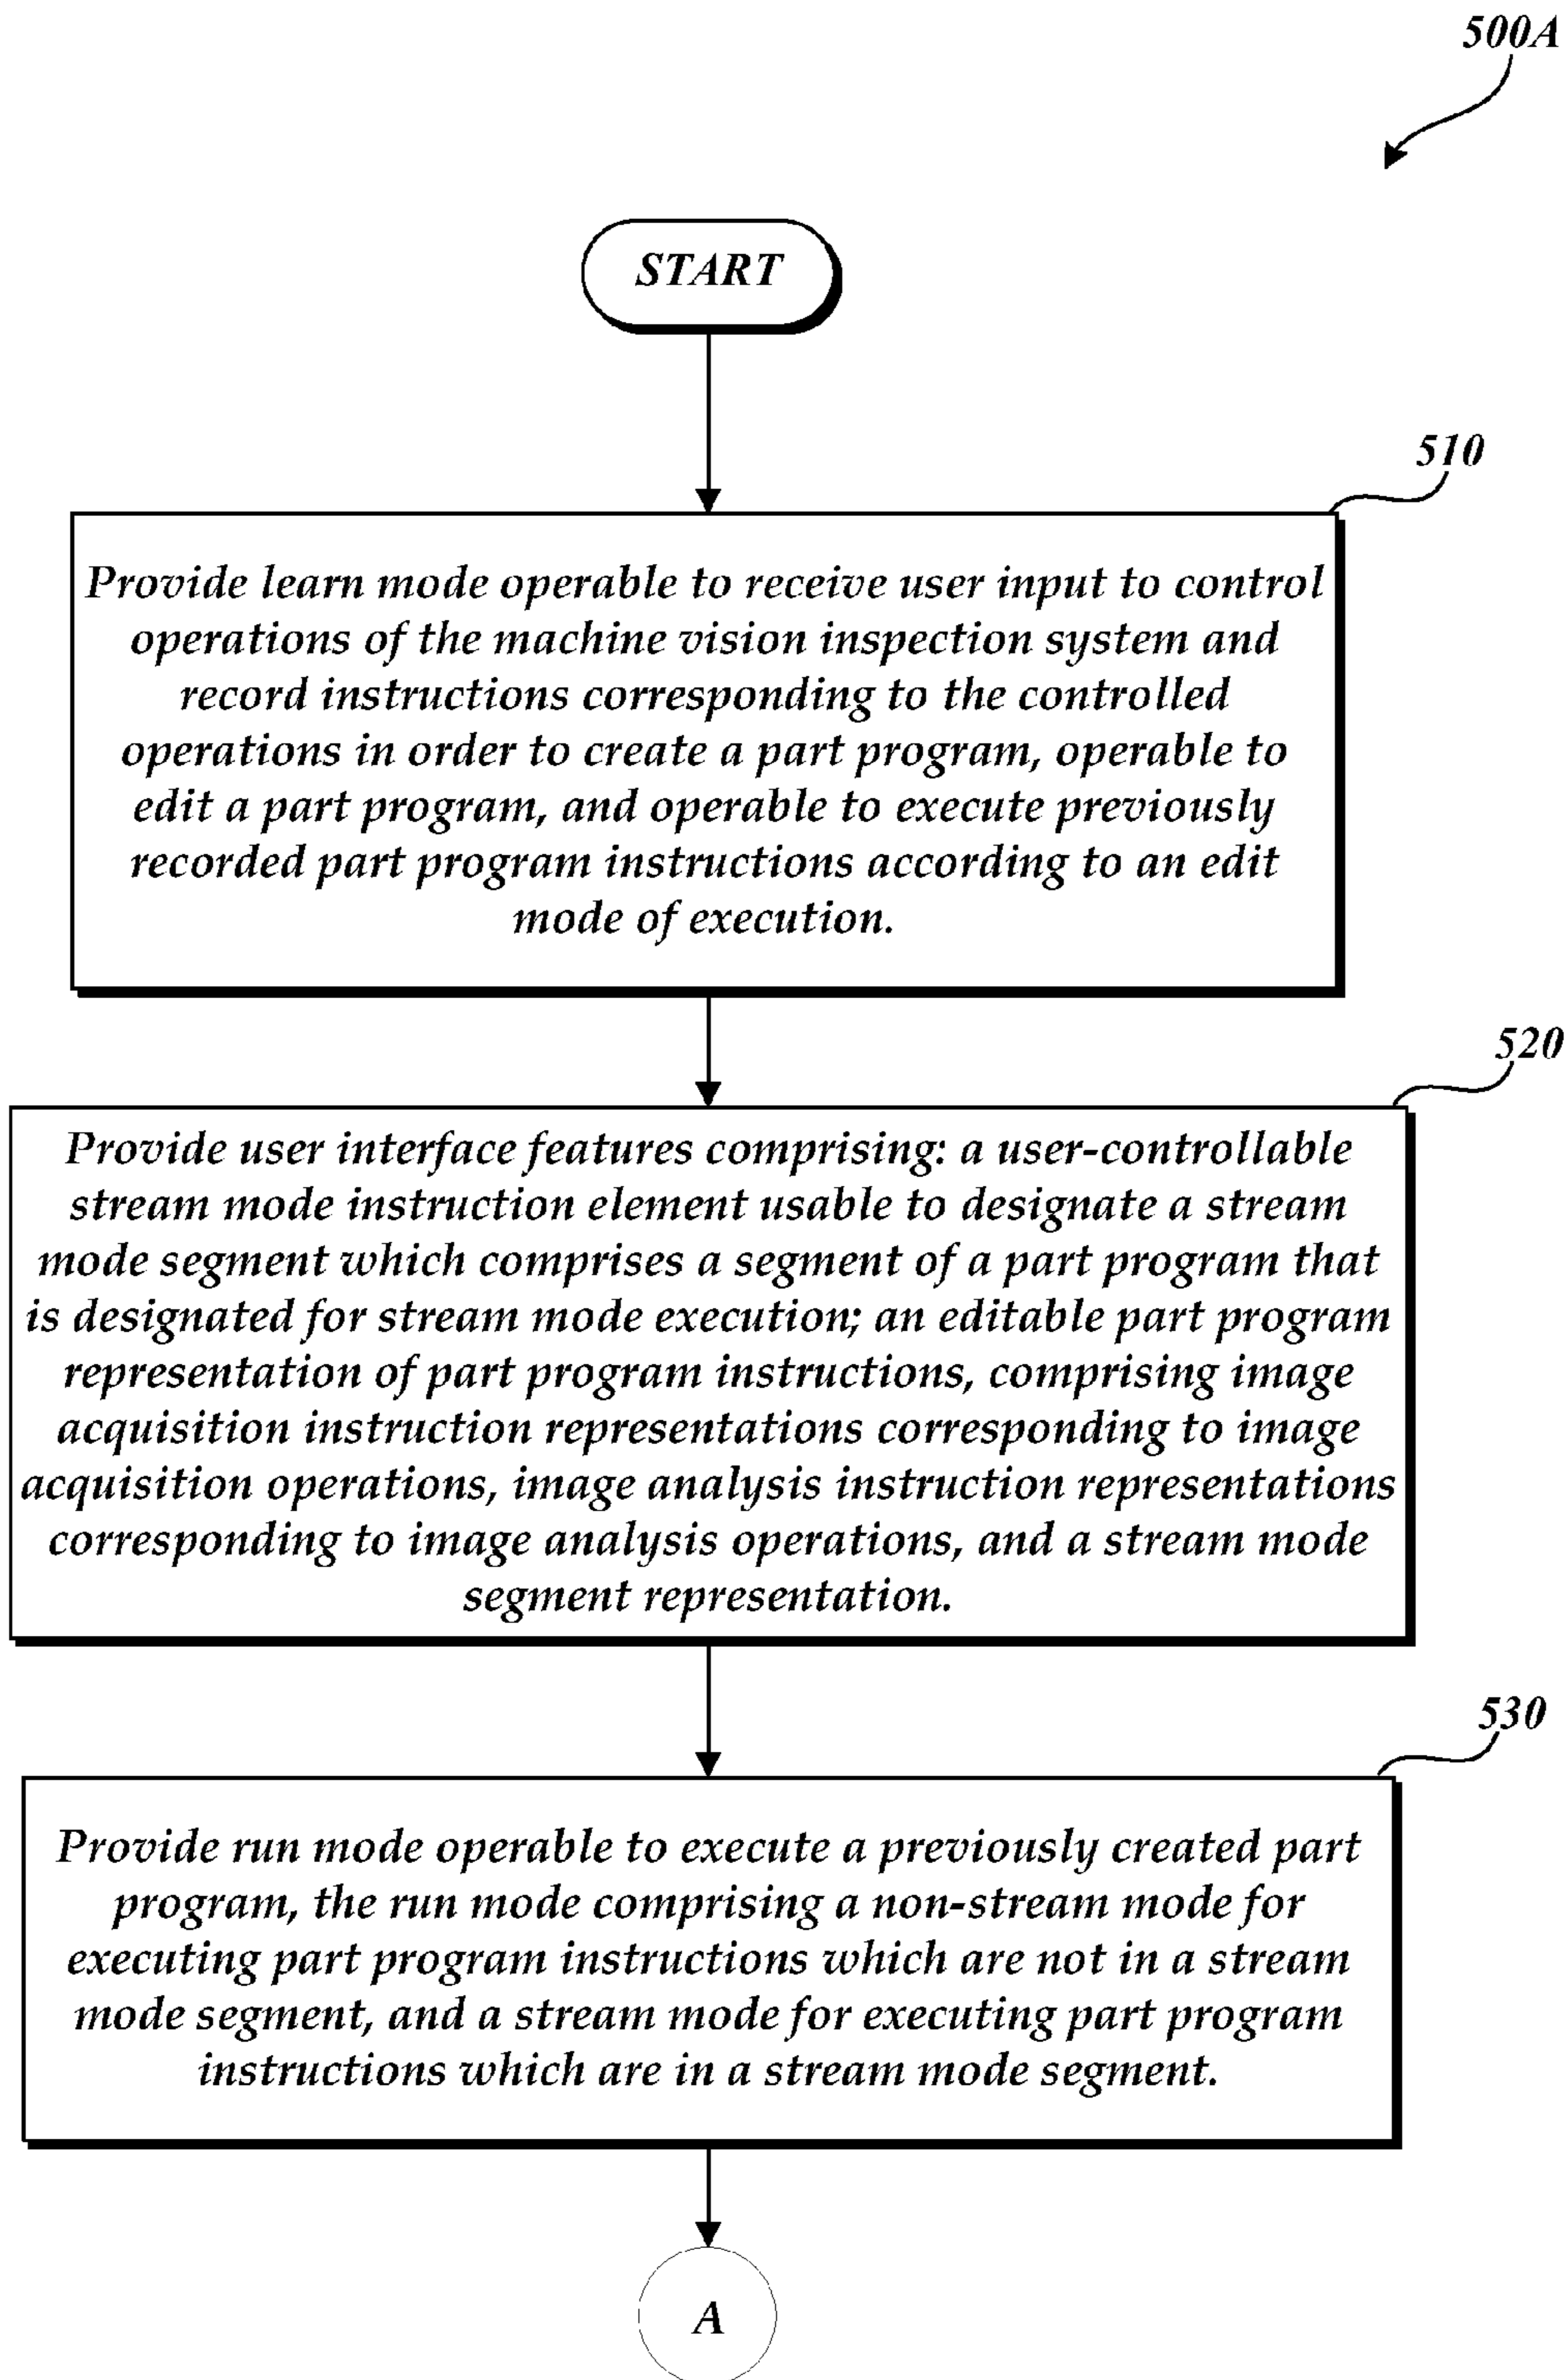 500A
START
510
Provide learn mode operable to receive user input to control
operations of the machine vision inspection system and
record instructions corresponding to the controlled
operations in order to create a part program, operable to
edit a part program, and operable to execute previously
recorded part program instructions according to an edit
mode of execution.
520
Provide user interface features comprising: a user-controllable
stream mode instruction element usable to designate a stream
mode segment which comprises a segment of a part program that
is designated for stream mode execution; an editable part program
representation of part program instructions, comprising image
acquisition instruction representations corresponding to image
acquisition operations, image analysis instruction representations
corresponding to image analysis operations, and a stream mode
segment representation.
530
Provide run mode operable to execute a previously created part
program, the run mode comprising a non-stream mode for
executing part program instructions which are not in a stream
mode segment, and a stream mode for executing part program
instructions which are in a stream mode segment.
A